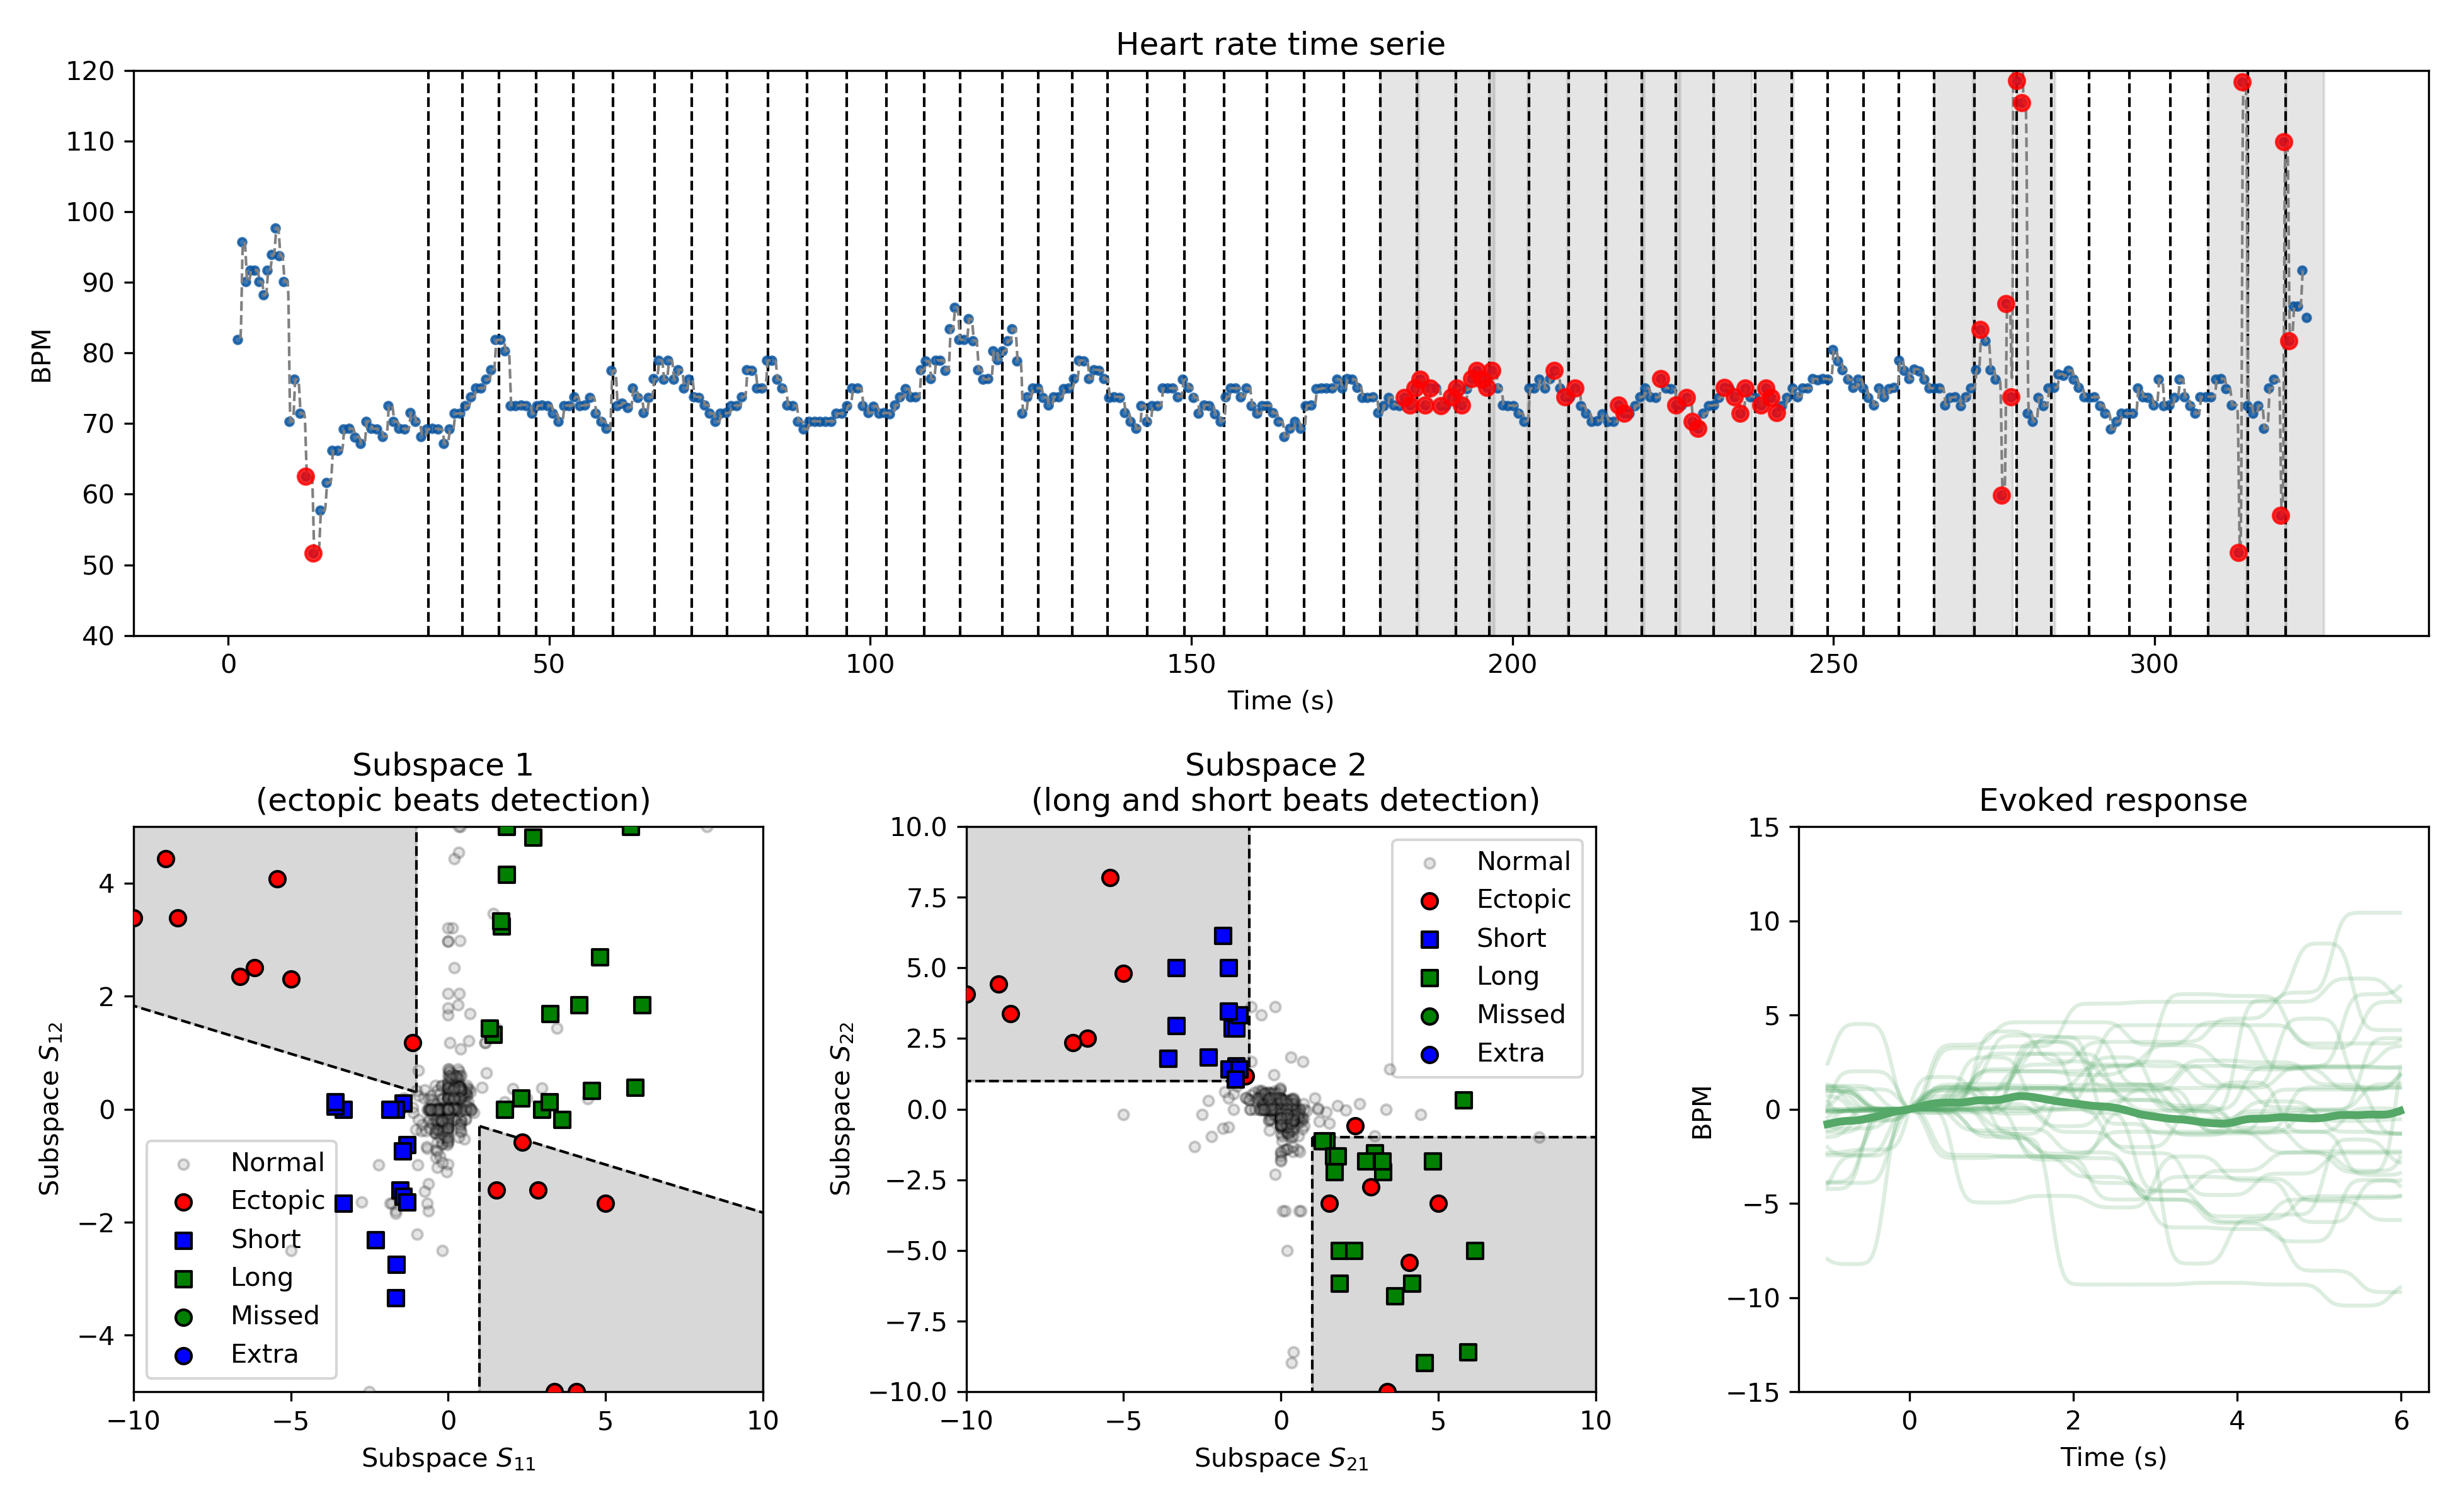 Heart rate time serie
120
110
100
90
80
70
60
50
40
BPM
0 50 100 150 200 250 300
Time (s)
Subspace 1
(ectopic beats detection)
4
2
0
−2
−4
Subspace S12
Normal
Ectopic
Short
Long
Missed
Extra
−10 −5 0 5 10
Subspace S11
Subspace 2
(long and short beats detection)
10.0
7.5
5.0
2.5
0.0
−2.5
−5.0
−7.5
−10.0
Subspace S22
Normal
Ectopic
Short
Long
Missed
Extra
−10 −5 0 5 10
Subspace S21
Evoked response
15
10
5
0
−5
−10
−15
BPM
0 2 4 6
Time (s)